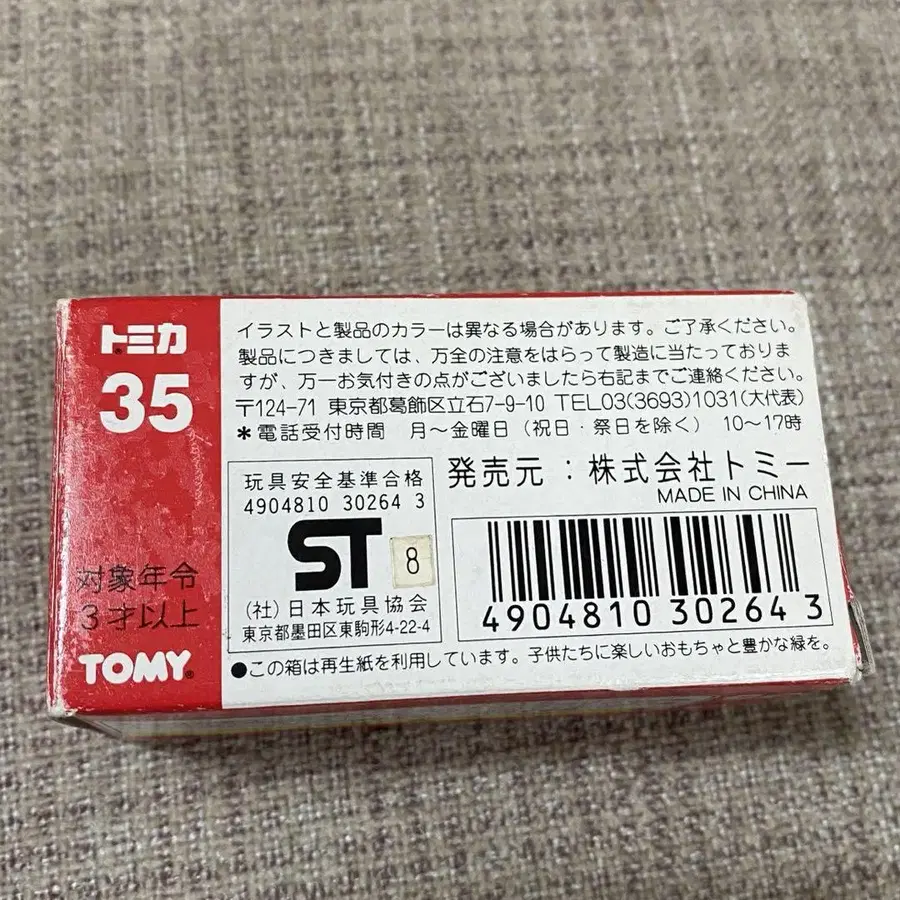 トミカ
35
対象年令
3才以上
TOMY
イラストと製品のカラーは異なる場合があります。ご了承ください。
製品につきましては、万全の注意をはらって製造に当たっておりま
すが、万一お気付きの点がございましたら右記までご連絡ください。
〒124-71 東京都葛飾区立石7-9-10 TEL03(3693)1031(大代表)
*電話受付時間 月〜金曜日(祝日・祭日を除く) 10〜17時
玩具安全基準合格
4904810 30264 3
ST
8
(社)日本玩具協会
東京都墨田区東駒形4-22-4
発売元:株式会社トミー
MADE IN CHINA
4904810 30264 3
●この箱は再生紙を利用しています。子供たちに楽しいおもちゃと豊かな緑を。